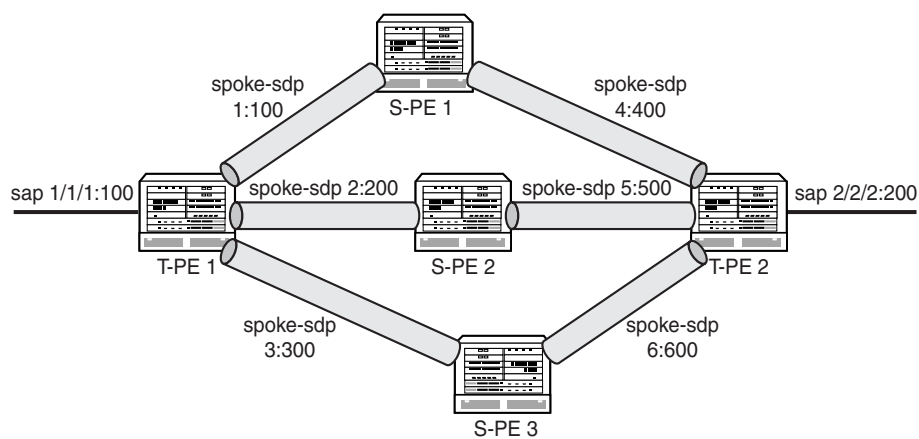 spoke-sdp
1:100
S-PE 1
spoke-sdp
4:400
sap 1/1/1:100
spoke-sdp 2:200
spoke-sdp 5:500
sap 2/2/2:200
T-PE 1
S-PE 2
T-PE 2
spoke-sdp
3:300
spoke-sdp
6:600
S-PE 3